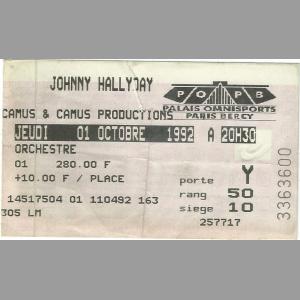 JOHNNY HALLYDAY
POPB
PALAIS OMNISPORTS
PARIS BERCY
CAMUS & CAMUS PRODUCTIONS
JEUDI 01 OCTOBRE 1992 A 20H30
ORCHESTRE
01 280.00 F
+10.00 F / PLACE
porte Y
rang 50
siege 10
14517504 01 110492 163
305 LM
257717
3363600